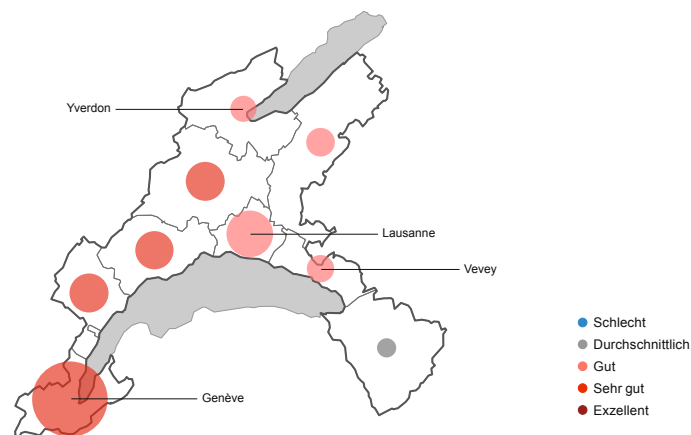 Yverdon
Lausanne
Vevey
Genève
Schlecht
Durchschnittlich
Gut
Sehr gut
Exzellent